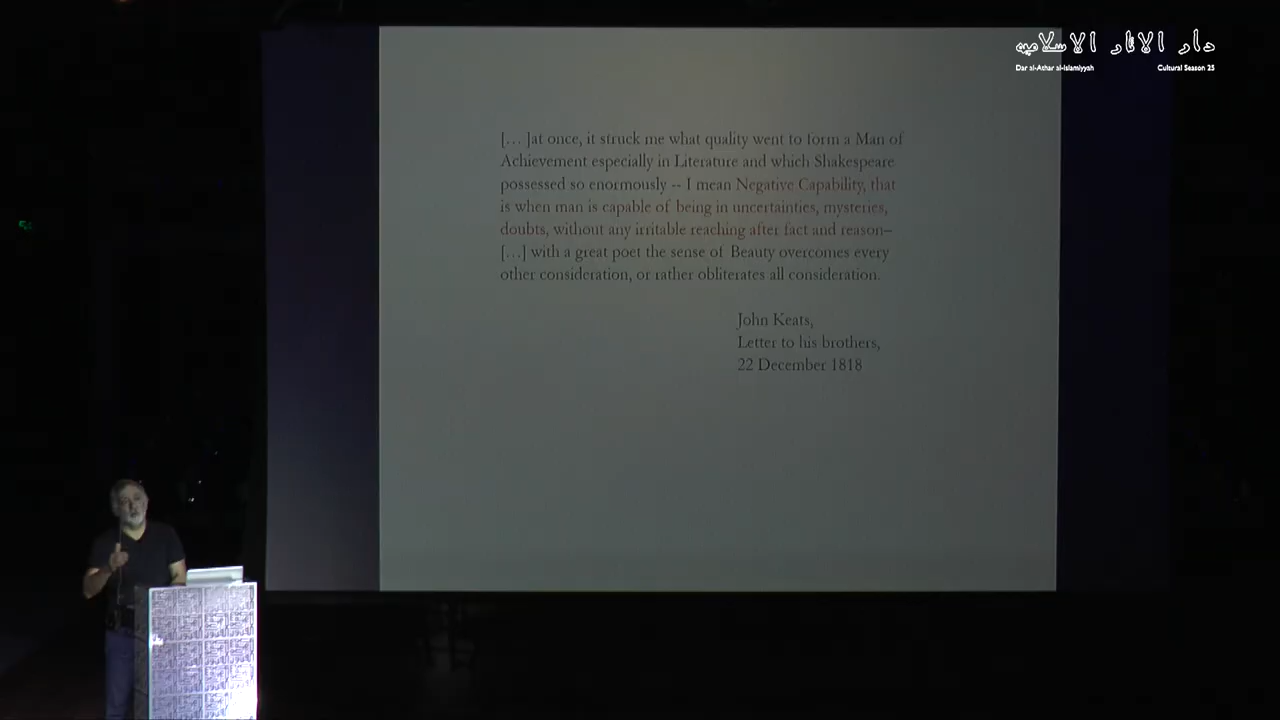 دار الاثار الاسلاميه
Dar al-Athar al-Islamiyyah
Cultural Season 25
[… ]at once, it struck me what quality went to form a Man of
Achievement especially in Literature and which Shakespeare
possessed so enormously -- I mean Negative Capability, that
is when man is capable of being in uncertainties, mysteries,
doubts, without any irritable reaching after fact and reason–
[…] with a great poet the sense of Beauty overcomes every
other consideration, or rather obliterates all consideration.
John Keats,
Letter to his brothers,
22 December 1818